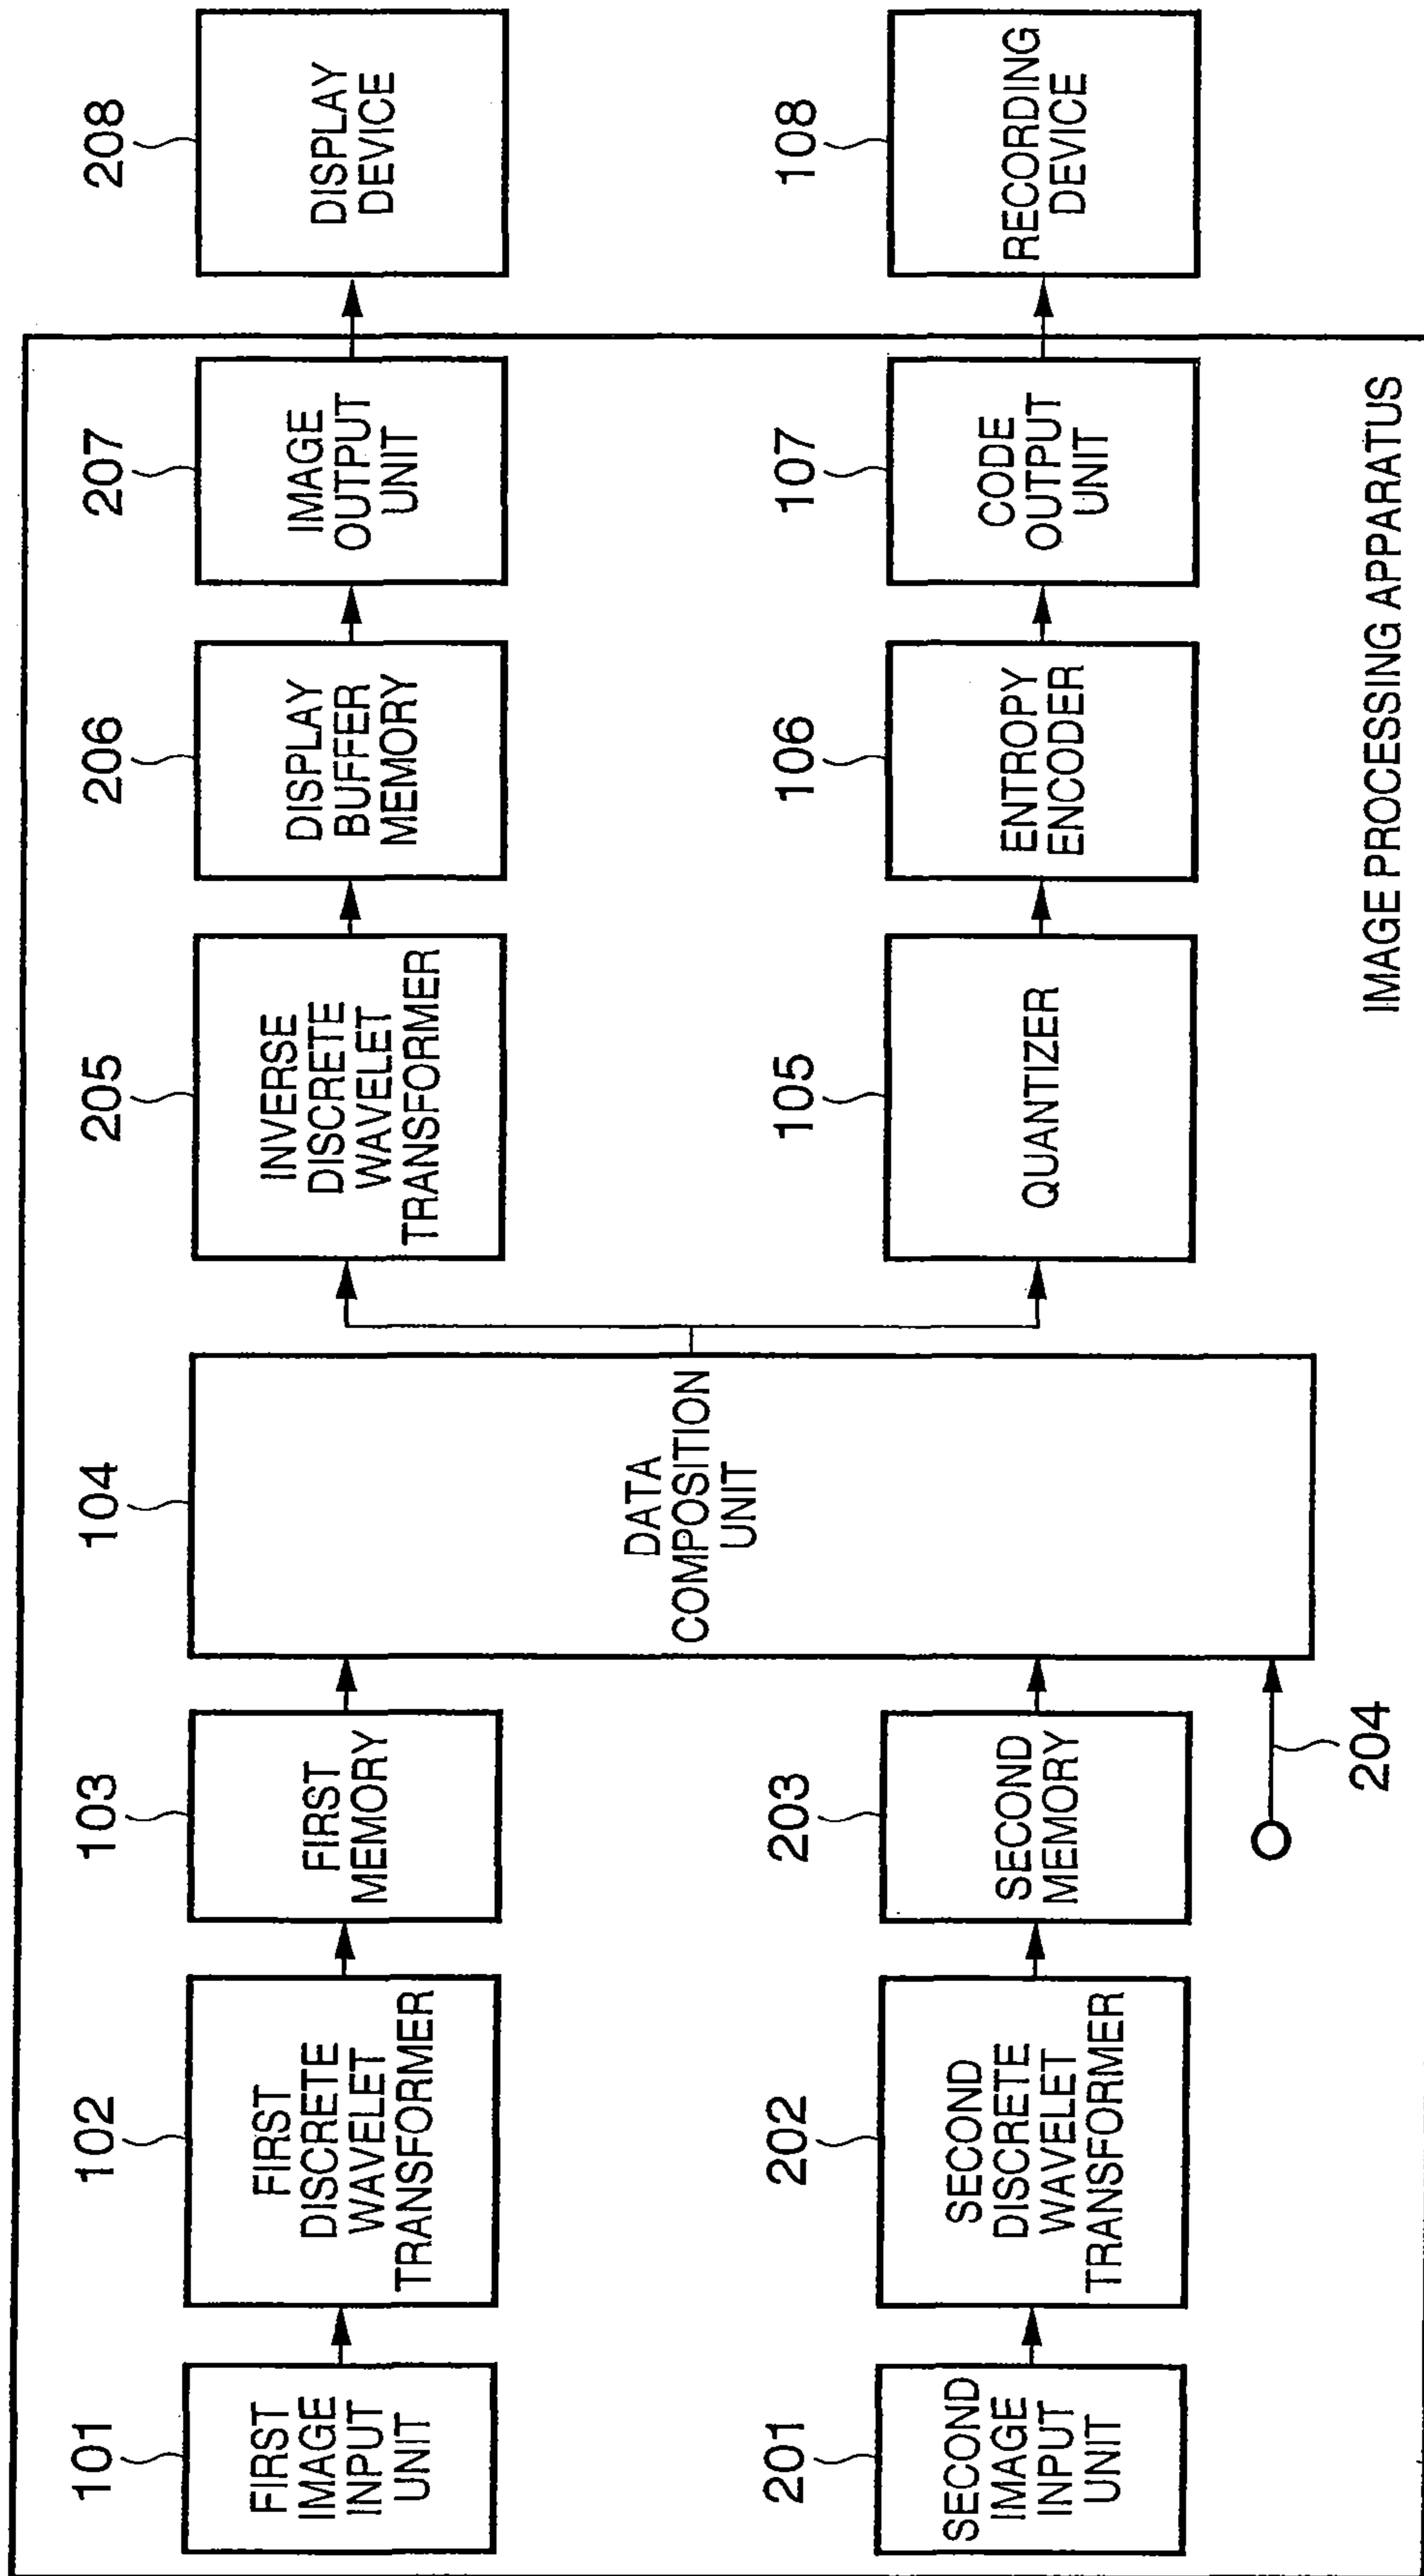 101
FIRST
IMAGE
INPUT
UNIT
102
FIRST
DISCRETE
WAVELET
TRANSFORMER
103
FIRST
MEMORY
104
DATA
COMPOSITION
UNIT
205
INVERSE
DISCRETE
WAVELET
TRANSFORMER
206
DISPLAY
BUFFER
MEMORY
207
IMAGE
OUTPUT
UNIT
208
DISPLAY
DEVICE
201
SECOND
IMAGE
INPUT
UNIT
202
SECOND
DISCRETE
WAVELET
TRANSFORMER
203
SECOND
MEMORY
204
105
QUANTIZER
106
ENTROPY
ENCODER
107
CODE
OUTPUT
UNIT
108
RECORDING
DEVICE
IMAGE PROCESSING APPARATUS